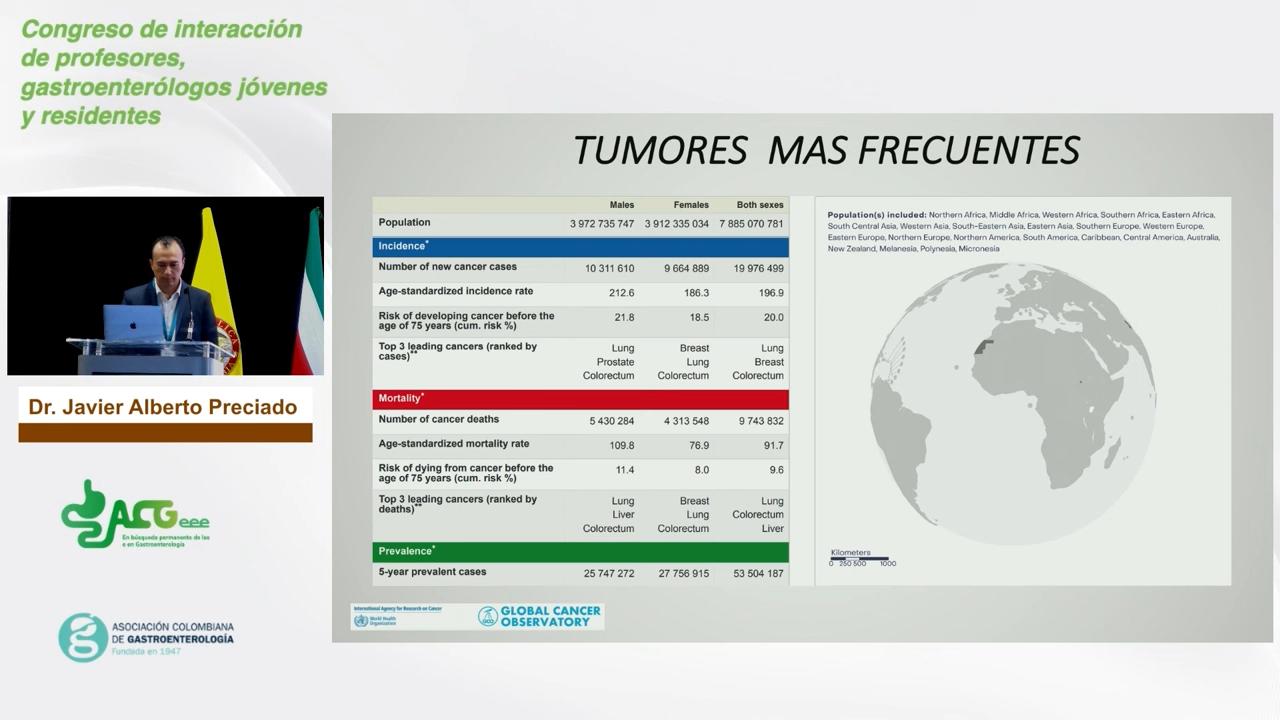 Congreso de interacción
de profesores,
gastroenterólogos jóvenes
y residentes
TUMORES MAS FRECUENTES
Males Females Both sexes
Population 3 972 735 747 3 912 335 034 7 885 070 781
Incidence*
Number of new cancer cases 10 311 610 9 664 889 19 976 499
Age-standardized incidence rate 212.6 186.3 196.9
Risk of developing cancer before the
age of 75 years (cum. risk %) 21.8 18.5 20.0
Top 3 leading cancers (ranked by
cases)** Lung Breast Lung
Prostate Lung Breast
Colorectum Colorectum Colorectum
Mortality*
Number of cancer deaths 5 430 284 4 313 548 9 743 832
Age-standardized mortality rate 109.8 76.9 91.7
Risk of dying from cancer before the
age of 75 years (cum. risk %) 11.4 8.0 9.6
Top 3 leading cancers (ranked by
deaths)** Lung Breast Lung
Liver Lung Colorectum
Colorectum Colorectum Liver
Prevalence*
5-year prevalent cases 25 747 272 27 756 915 53 504 187
Population(s) included: Northern Africa, Middle Africa, Western Africa, Southern Africa, Eastern Africa,
South Central Asia, Western Asia, South-Eastern Asia, Eastern Asia, Southern Europe, Western Europe,
Eastern Europe, Northern Europe, Northern America, South America, Caribbean, Central America, Australia,
New Zealand, Melanesia, Polynesia, Micronesia
Kilometers
0 250 500 1000
International Agency for Research on Cancer
World Health
Organization
GLOBAL CANCER
OBSERVATORY
Dr. Javier Alberto Preciado
ACGeee
En búsqueda permanente de las
e en Gastroenterología
ASOCIACIÓN COLOMBIANA
DE GASTROENTEROLOGÍA
Fundada en 1947